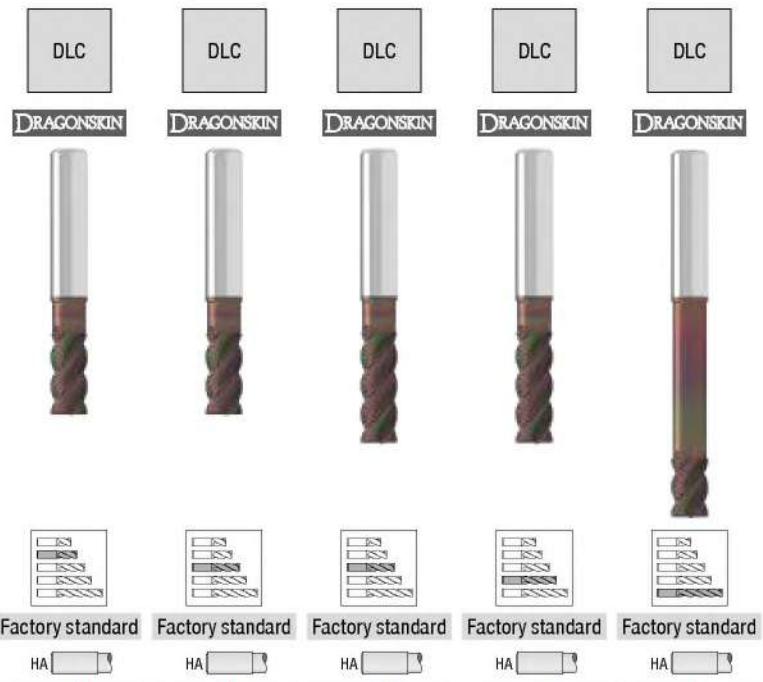 DLC DLC DLC DLC DLC
DRAGONSKIN DRAGONSKIN DRAGONSKIN DRAGONSKIN DRAGONSKIN
Factory standard Factory standard Factory standard Factory standard Factory standard
HA HA HA HA HA